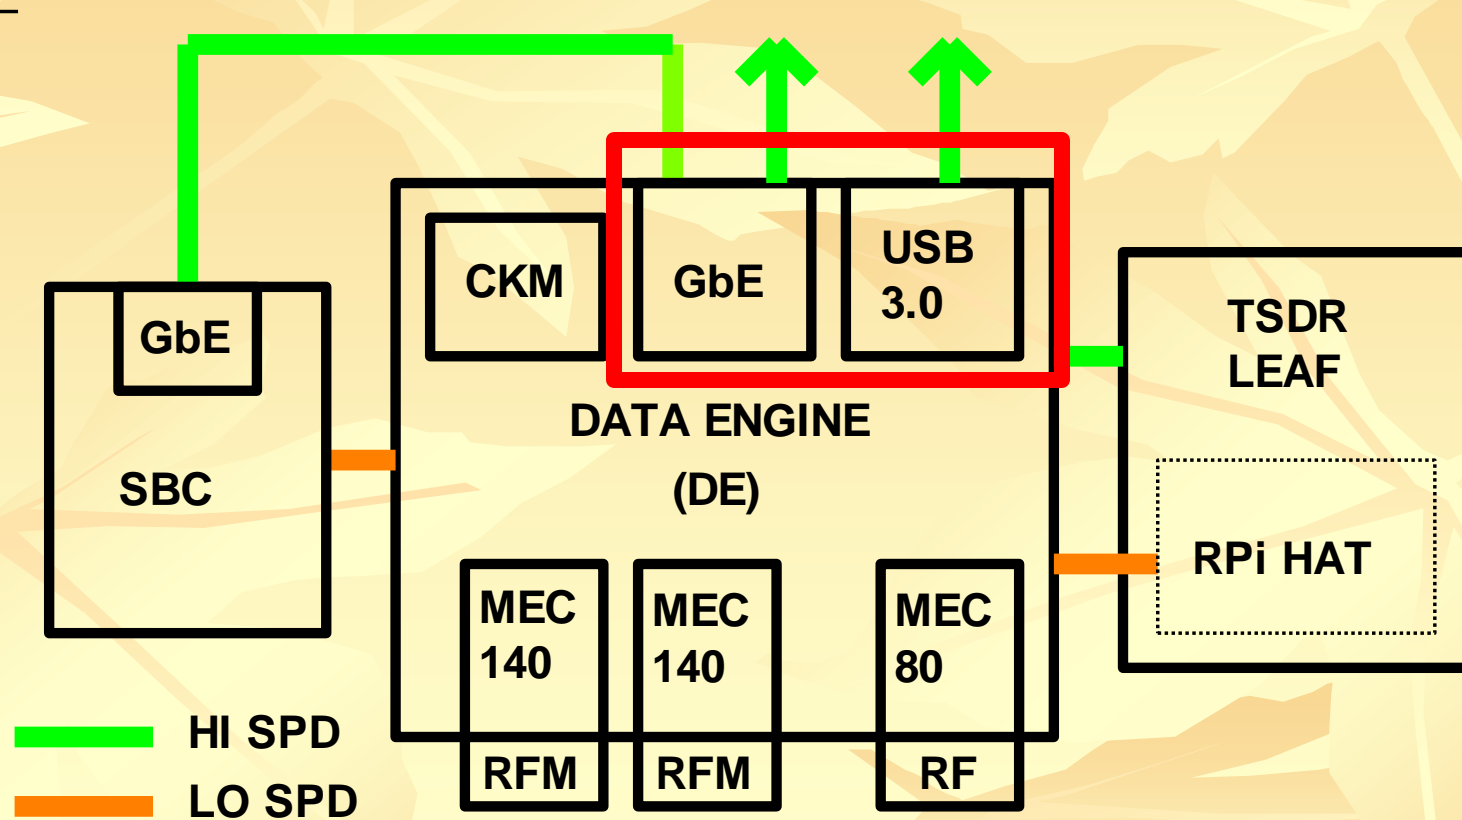 CKM
GbE
USB
3.0
GbE
SBC
DATA ENGINE
(DE)
TSDR
LEAF
RPi HAT
MEC
140
MEC
140
MEC
80
RFM
RFM
RF
HI SPD
LO SPD